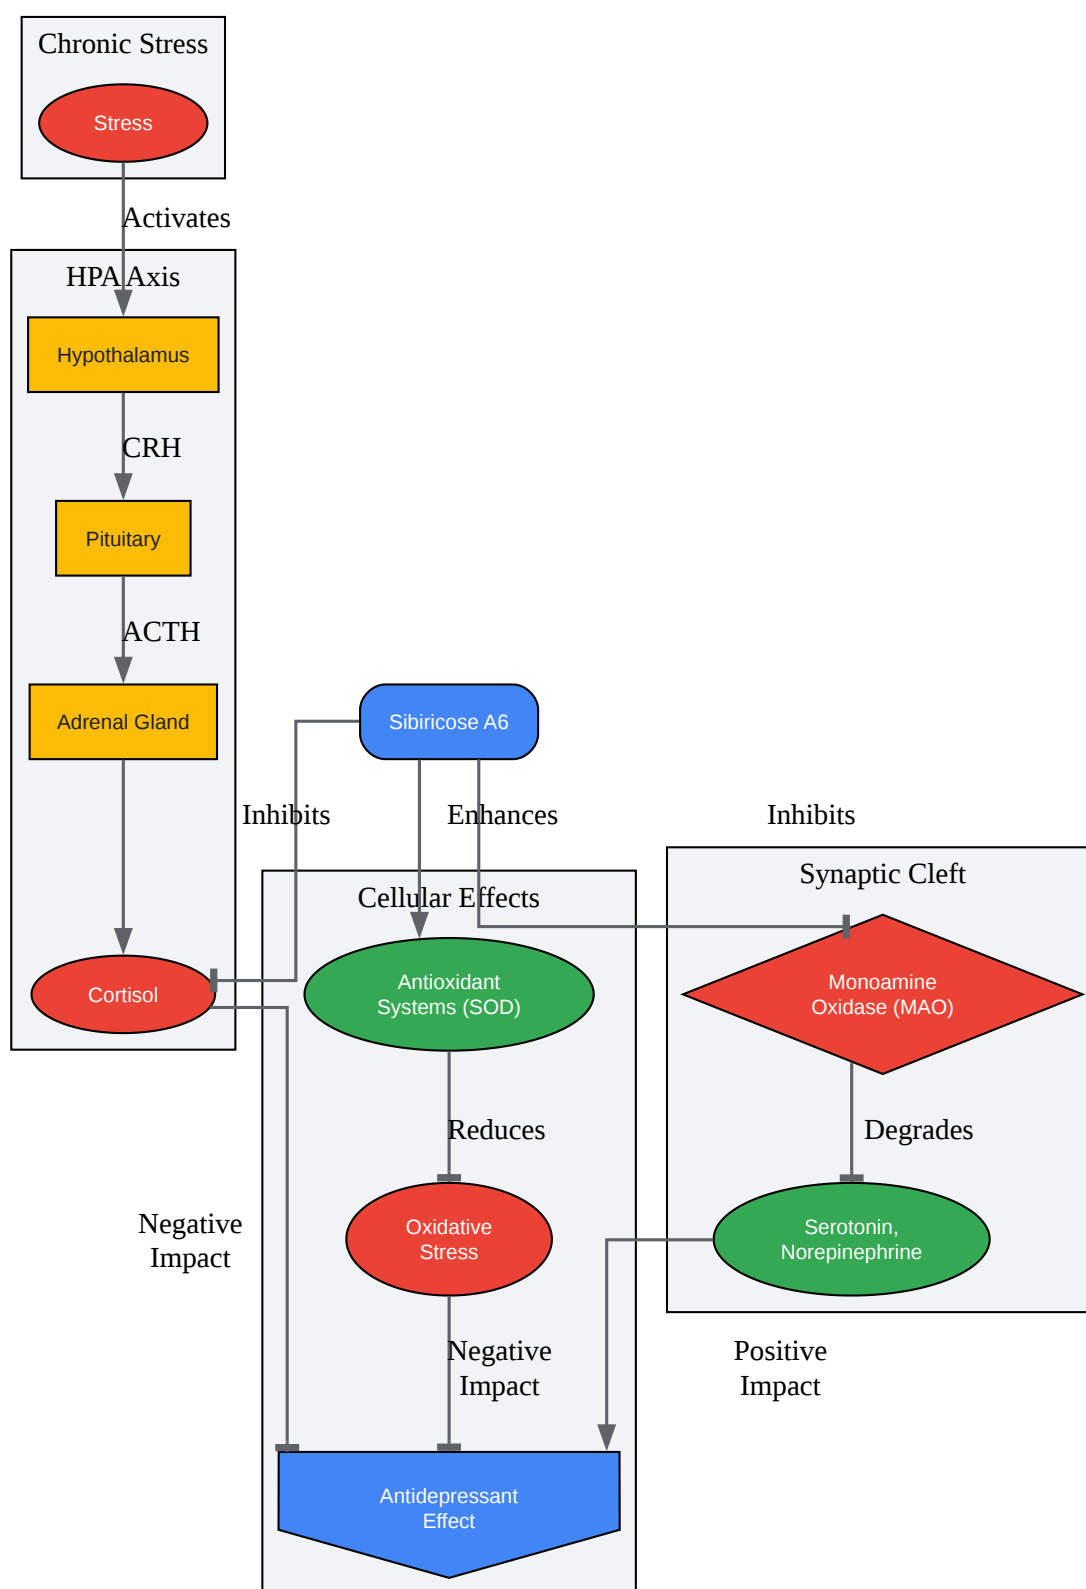 Chronic Stress
Stress
Activates
HPA Axis
Hypothalamus
CRH
Pituitary
ACTH
Adrenal Gland
Sibiricose A6
Inhibits
Enhances
Inhibits
Synaptic Cleft
Cellular Effects
Cortisol
Antioxidant
Systems (SOD)
Monoamine
Oxidase (MAO)
Reduces
Degrades
Negative
Impact
Oxidative
Stress
Serotonin,
Norepinephrine
Negative
Impact
Positive
Impact
Antidepressant
Effect